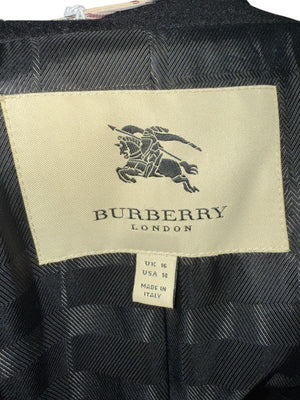 BURBERRY
LONDON
UK 16
USA 14
MADE IN
ITALY